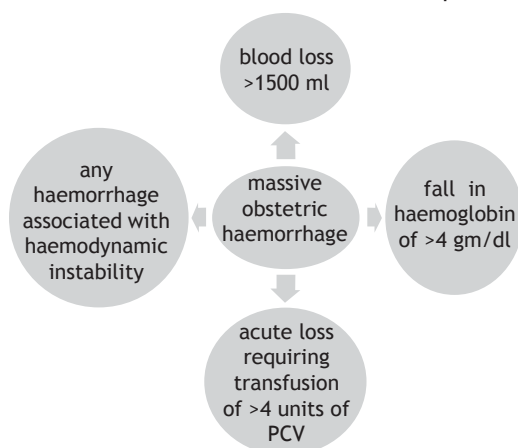 blood loss
>1500 ml
any
haemorrhage
associated with
haemodynamic
instability
massive
obstetric
haemorrhage
fall in
haemoglobin
of >4 gm/dl
acute loss
requiring
transfusion
of >4 units of
PCV